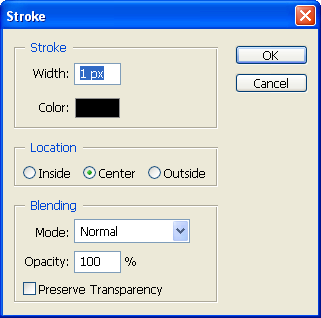 Stroke
Stroke
Width: 1 px
Color:
OK
Cancel
Location
Inside Center Outside
Blending
Mode: Normal
Opacity: 100 %
Preserve Transparency